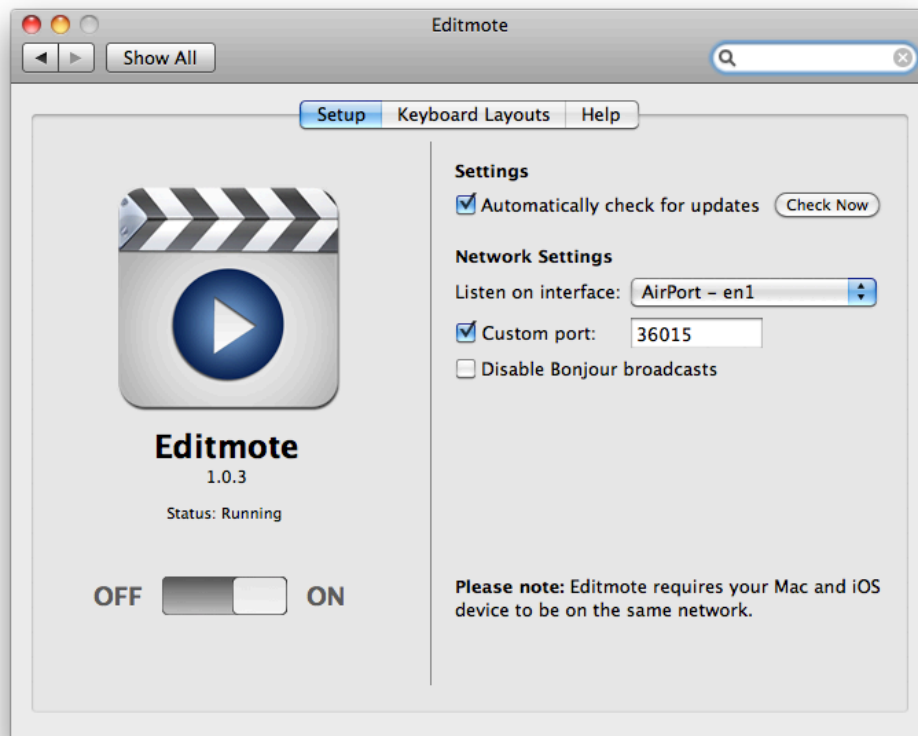 Editmote
Show All
Setup Keyboard Layouts Help
Settings
Automatically check for updates Check Now
Network Settings
Listen on interface: AirPort – en1
Custom port: 36015
Disable Bonjour broadcasts
Editmote
1.0.3
Status: Running
OFF ON
Please note: Editmote requires your Mac and iOS
device to be on the same network.